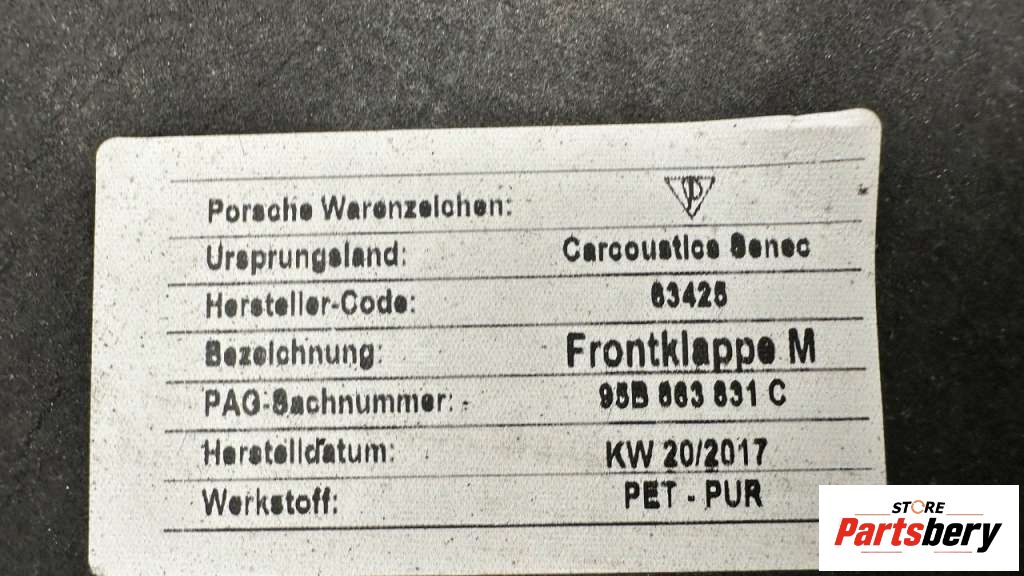 Porsche Warenzeichen:
Ursprungsland: Carcoustics Senec
Hersteller-Code: 63425
Bezeichnung: Frontklappe M
PAG-Sachnummer: 95B 863 831 C
Herstelldatum: KW 20/2017
Werkstoff: PET - PUR
STORE
Partsbery